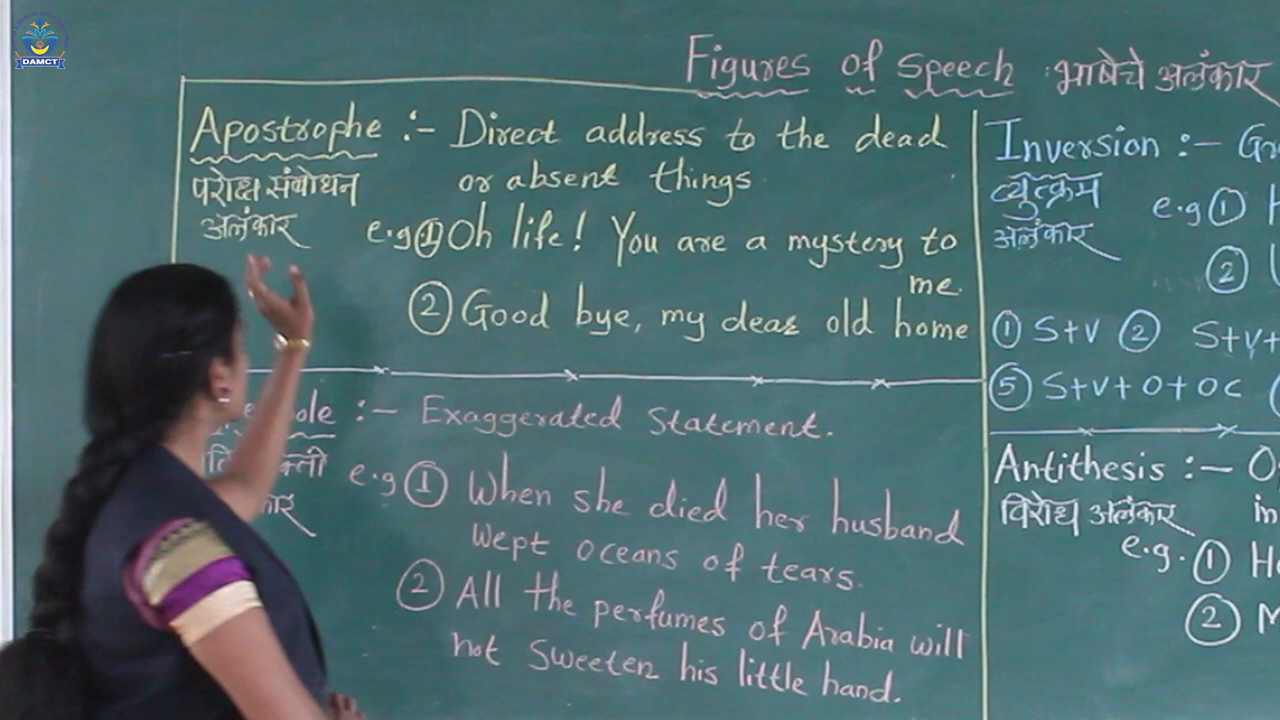 DAMCT
Figures of Speech भाषेचे अलंकार
Apostrophe :- Direct address to the dead
परोक्ष संबोधन or absent things
अलंकार e.g ① Oh life! You are a mystery to
me.
② Good bye, my dear old home
:- Exaggerated Statement.
e.g ① When she died her husband
wept oceans of tears.
② All the perfumes of Arabia will
not Sweeten his little hand.
Inversion :-
व्युत्क्रम e.g ①
अलंकार ②
① S+V ② S+V+
⑤ S+V+O+OC
Antithesis :-
विरोध अलंकार in
e.g. ①
②